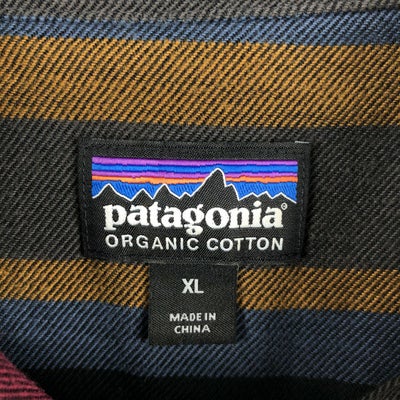 patagonia®
ORGANIC COTTON
XL
MADE IN
CHINA